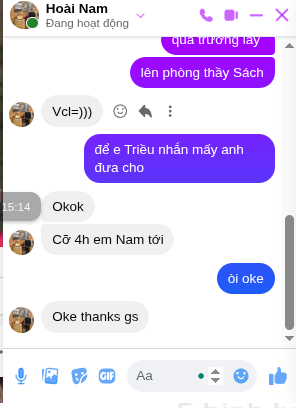 Hoài Nam
Đang hoạt động
qua trường lấy
lên phòng thầy Sách
Vcl=)))
để e Triều nhắn mấy anh
đưa cho
15:14
Okok
Cỡ 4h em Nam tới
òi oke
Oke thanks gs
GIF
Aa